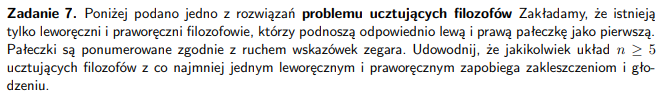 Zadanie 7. Poniżej podano jedno z rozwiązań problemu ucztujących filozofów Zakładamy, że istnieją
tylko leworęczni i praworęczni filozofowie, którzy podnoszą odpowiednio lewą i prawą pałeczkę jako pierwszą.
Pałeczki są ponumerowane zgodnie z ruchem wskazówek zegara. Udowodnij, że jakikolwiek układ n ≥ 5
ucztujących filozofów z co najmniej jednym leworęcznym i praworęcznym zapobiega zakleszczeniom i gło-
dzeniu.